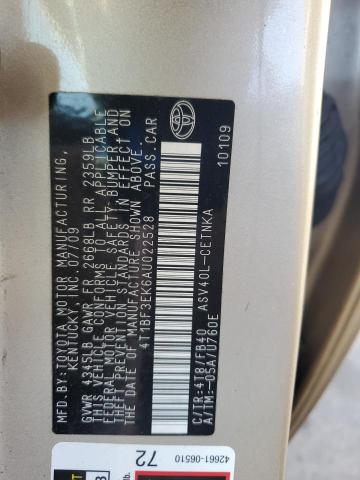 MFD.BY:TOYOTA MOTOR MANUFACTURING,
KENTUCKY, INC. 07/09
GVWR 4345LB GAWR FR 2668LB RR 2359LB
THIS VEHICLE CONFORMS TO ALL APPLICABLE
FEDERAL MOTOR VEHICLE SAFETY, BUMPER, AND
THEFT PREVENTION STANDARDS IN EFFECT ON
THE DATE OF MANUFACTURE SHOWN ABOVE.
4T1BF3EK6AU022528 PASS.CAR
ASV40L-CETNKA
C/TR:4T8/FB40
A/TM:-05A/U760E
10109
42661-06510
72